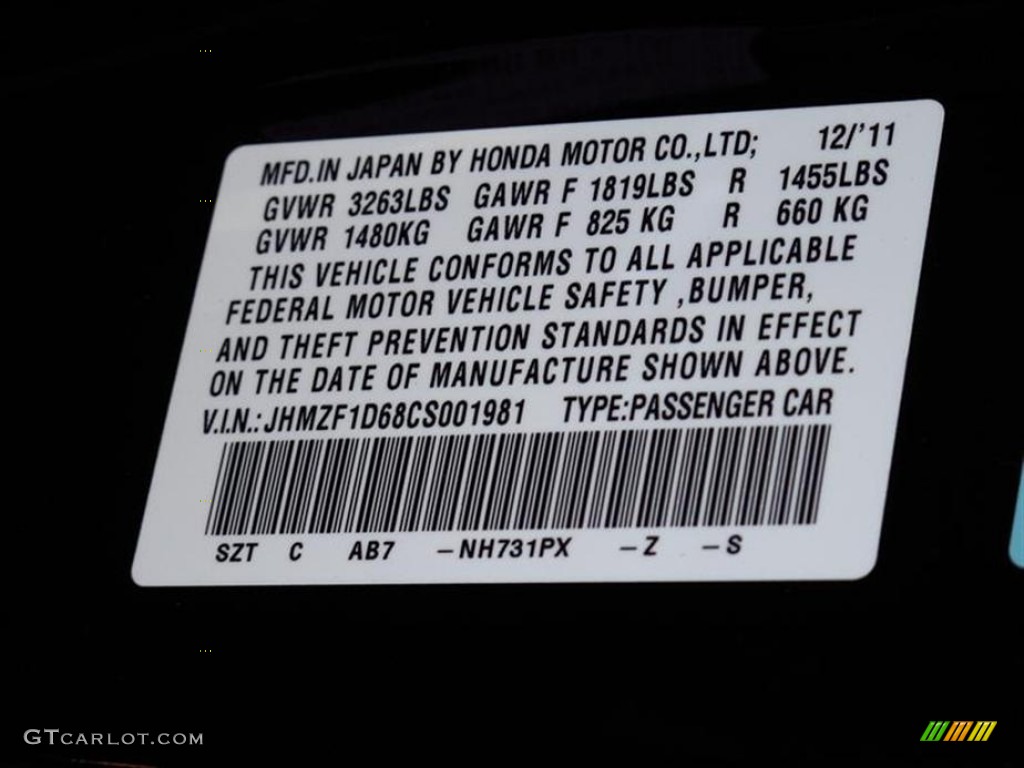 MFD.IN JAPAN BY HONDA MOTOR CO.,LTD; 12/'11
GVWR 3263LBS GAWR F 1819LBS R 1455LBS
GVWR 1480KG GAWR F 825 KG R 660 KG
THIS VEHICLE CONFORMS TO ALL APPLICABLE
FEDERAL MOTOR VEHICLE SAFETY ,BUMPER,
AND THEFT PREVENTION STANDARDS IN EFFECT
ON THE DATE OF MANUFACTURE SHOWN ABOVE.
V.I.N.: JHMZF1D68CS001981 TYPE:PASSENGER CAR
SZT C AB7 –NH731PX –Z –S
GTCARLOT.COM